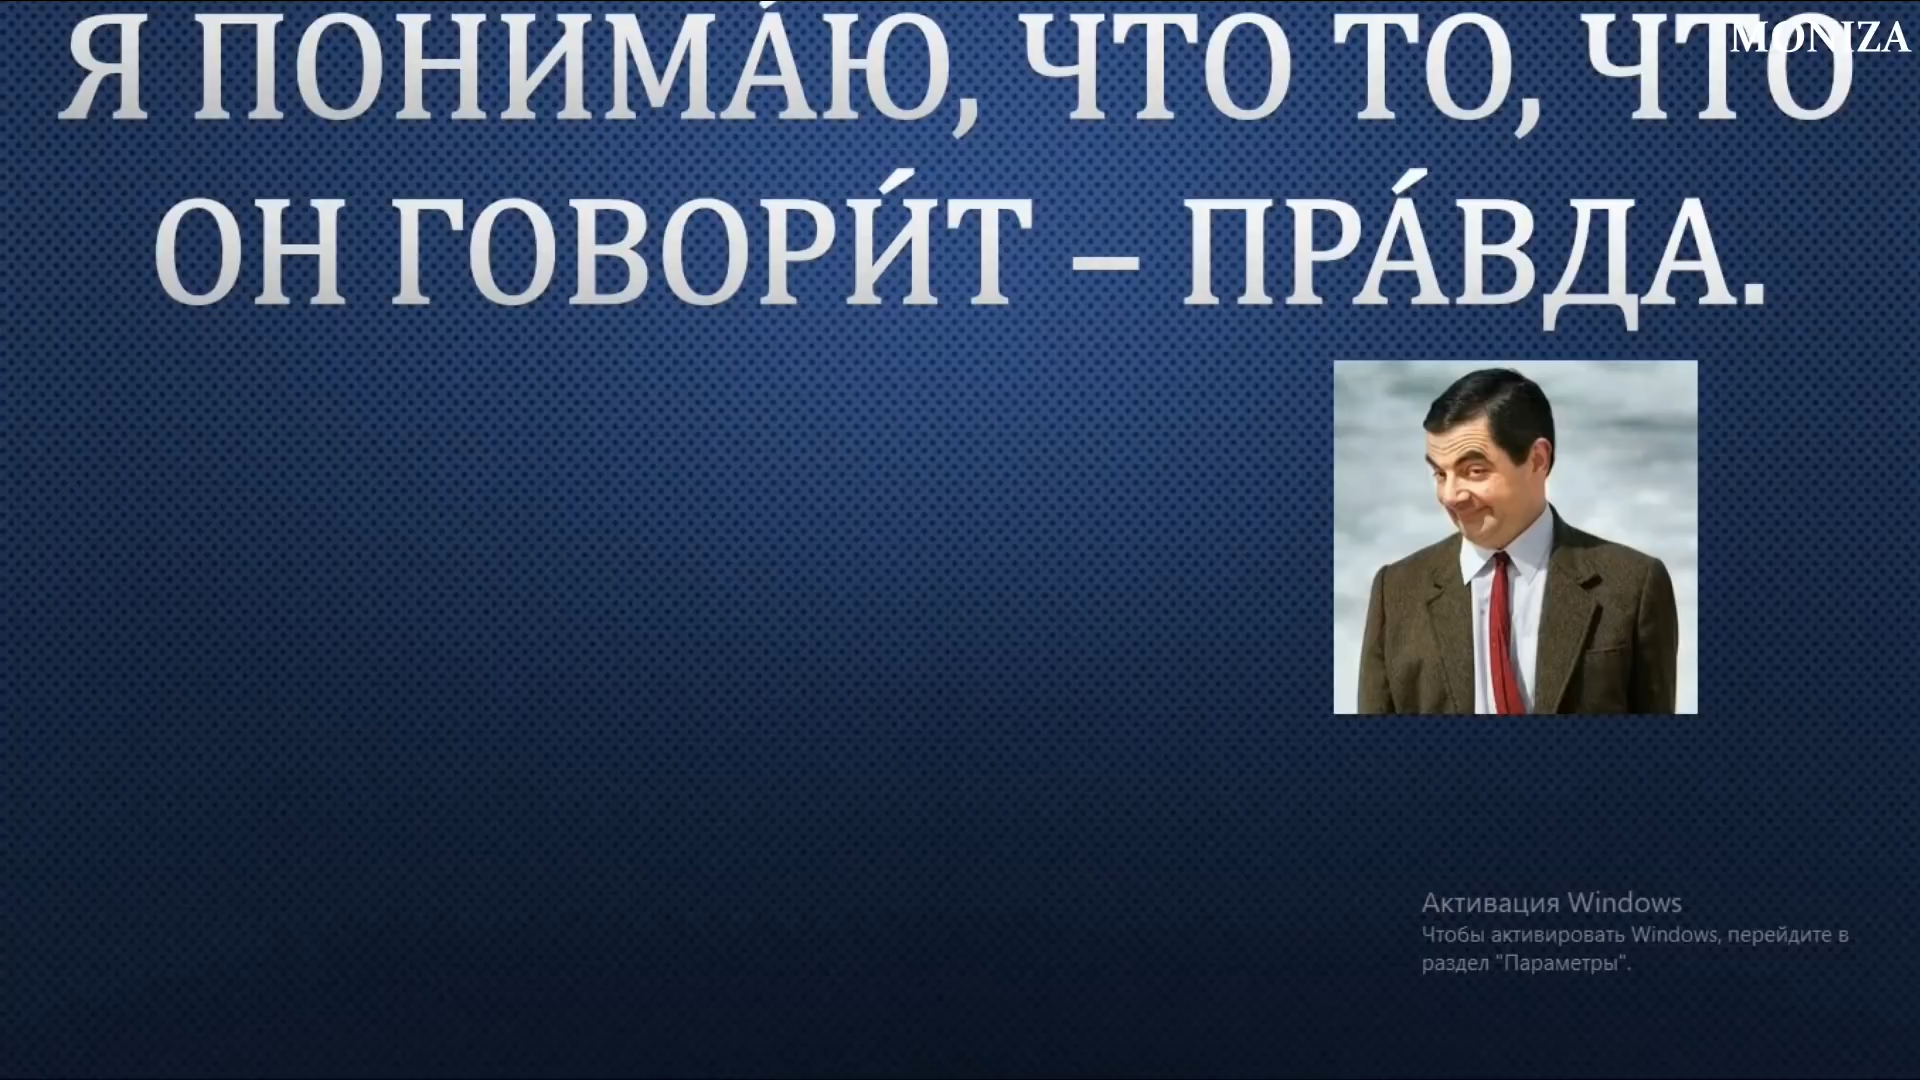 Я ПОНИМА́Ю, ЧТО ТО, ЧТО
MONIZA
ОН ГОВОРИ́Т – ПРА́ВДА.
Активация Windows
Чтобы активировать Windows, перейдите в
раздел "Параметры".